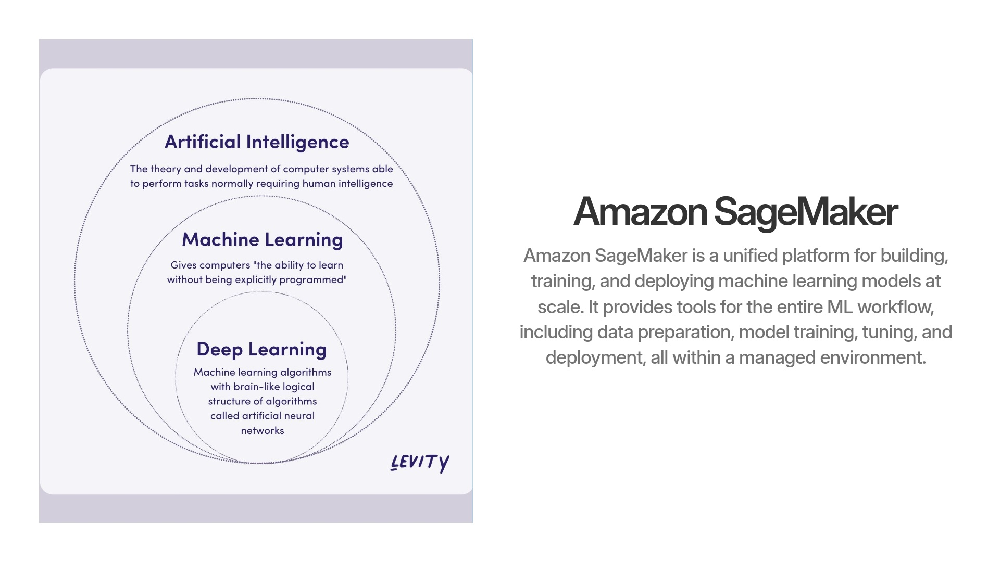 Artificial Intelligence
The theory and development of computer systems able
to perform tasks normally requiring human intelligence
Machine Learning
Gives computers "the ability to learn
without being explicitly programmed"
Deep Learning
Machine learning algorithms
with brain-like logical
structure of algorithms
called artificial neural
networks
LEVITY
Amazon SageMaker
Amazon SageMaker is a unified platform for building,
training, and deploying machine learning models at
scale. It provides tools for the entire ML workflow,
including data preparation, model training, tuning, and
deployment, all within a managed environment.